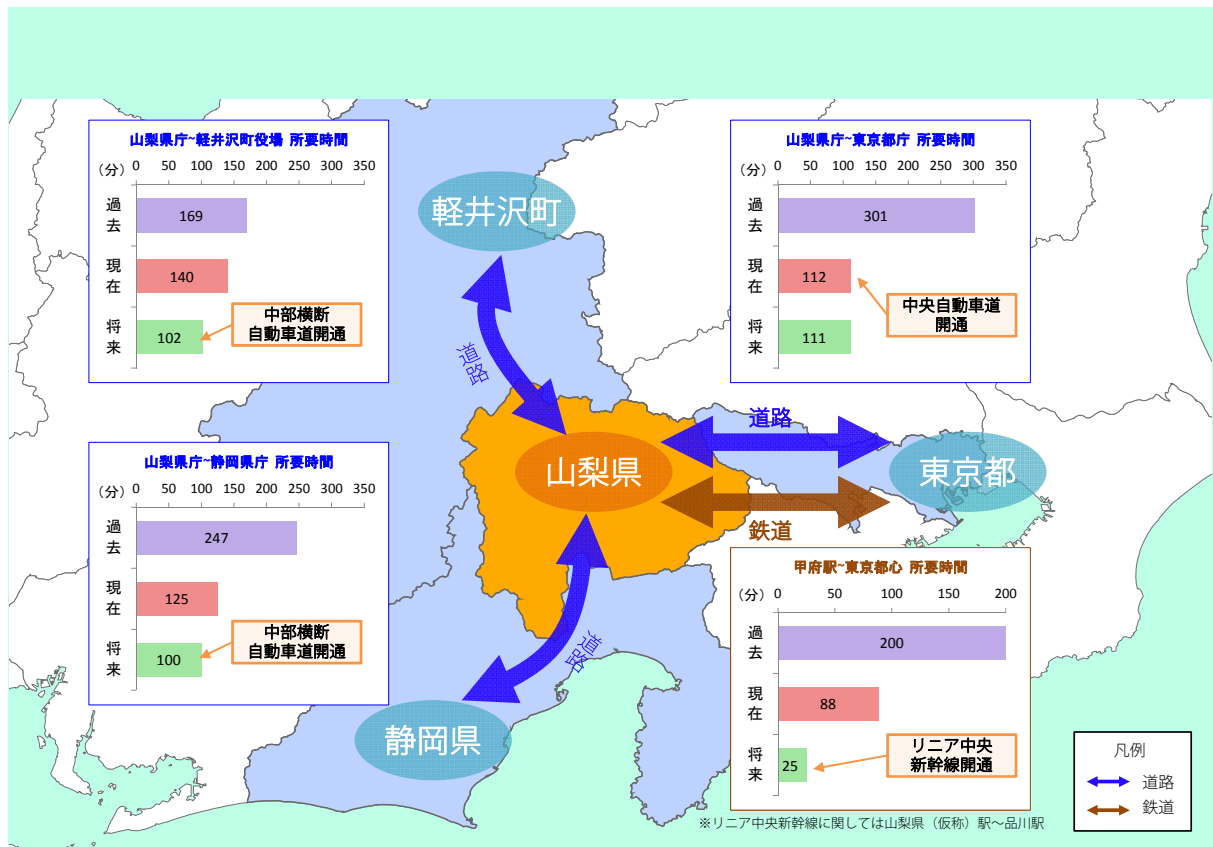 山梨県庁~軽井沢町役場 所要時間
(分) 0 50 100 150 200 250 300 350
過去 169
現在 140
将来 102
中部横断
自動車道開通
山梨県庁~東京都庁 所要時間
(分) 0 50 100 150 200 250 300 350
過去 301
現在 112
将来 111
中央自動車道
開通
軽井沢町
道路
道路
山梨県
東京都
鉄道
山梨県庁~静岡県庁 所要時間
(分) 0 50 100 150 200 250 300 350
過去 247
現在 125
将来 100
中部横断
自動車道開通
道路
静岡県
甲府駅~東京都心 所要時間
(分) 0 50 100 150 200
過去 200
現在 88
将来 25
リニア中央
新幹線開通
※リニア中央新幹線に関しては山梨県(仮称)駅～品川駅
凡例
道路
鉄道